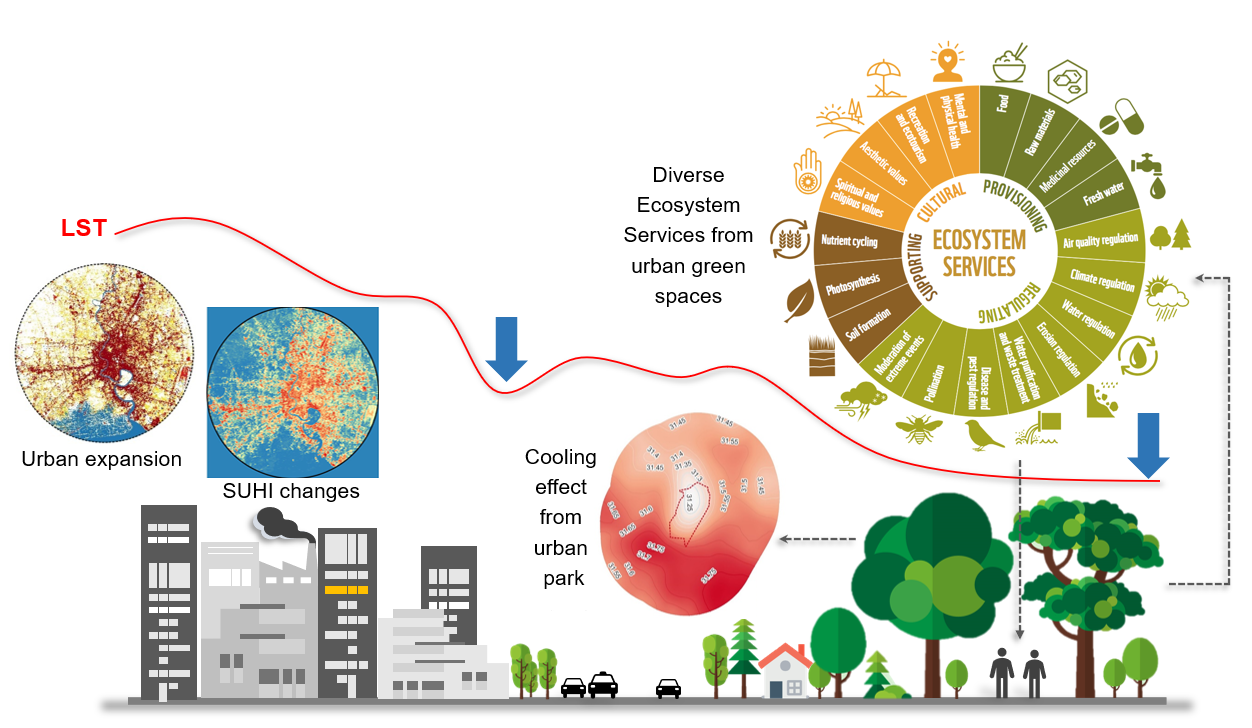 LST
Urban expansion
SUHI changes
Diverse
Ecosystem
Services from
urban green
spaces
Cooling
effect
from
urban
park
ECOSYSTEM
SERVICES
CULTURAL
PROVISIONING
REGULATING
SUPPORTING
Food
Raw materials
Medicinal resources
Fresh water
Air quality regulation
Climate regulation
Water regulation
Erosion regulation
Water purification
and waste treatment
Disease and
pest regulation
Pollination
Moderation of
extreme events
Soil formation
Photosynthesis
Nutrient cycling
Spiritual and
religious values
Aesthetic values
Recreation
and ecotourism
Mental and
physical health
31.45
31.45
31.55
31.4
31.4
31.45
31.35
31.3
31.25
31.45
31.75
31.7
31.75